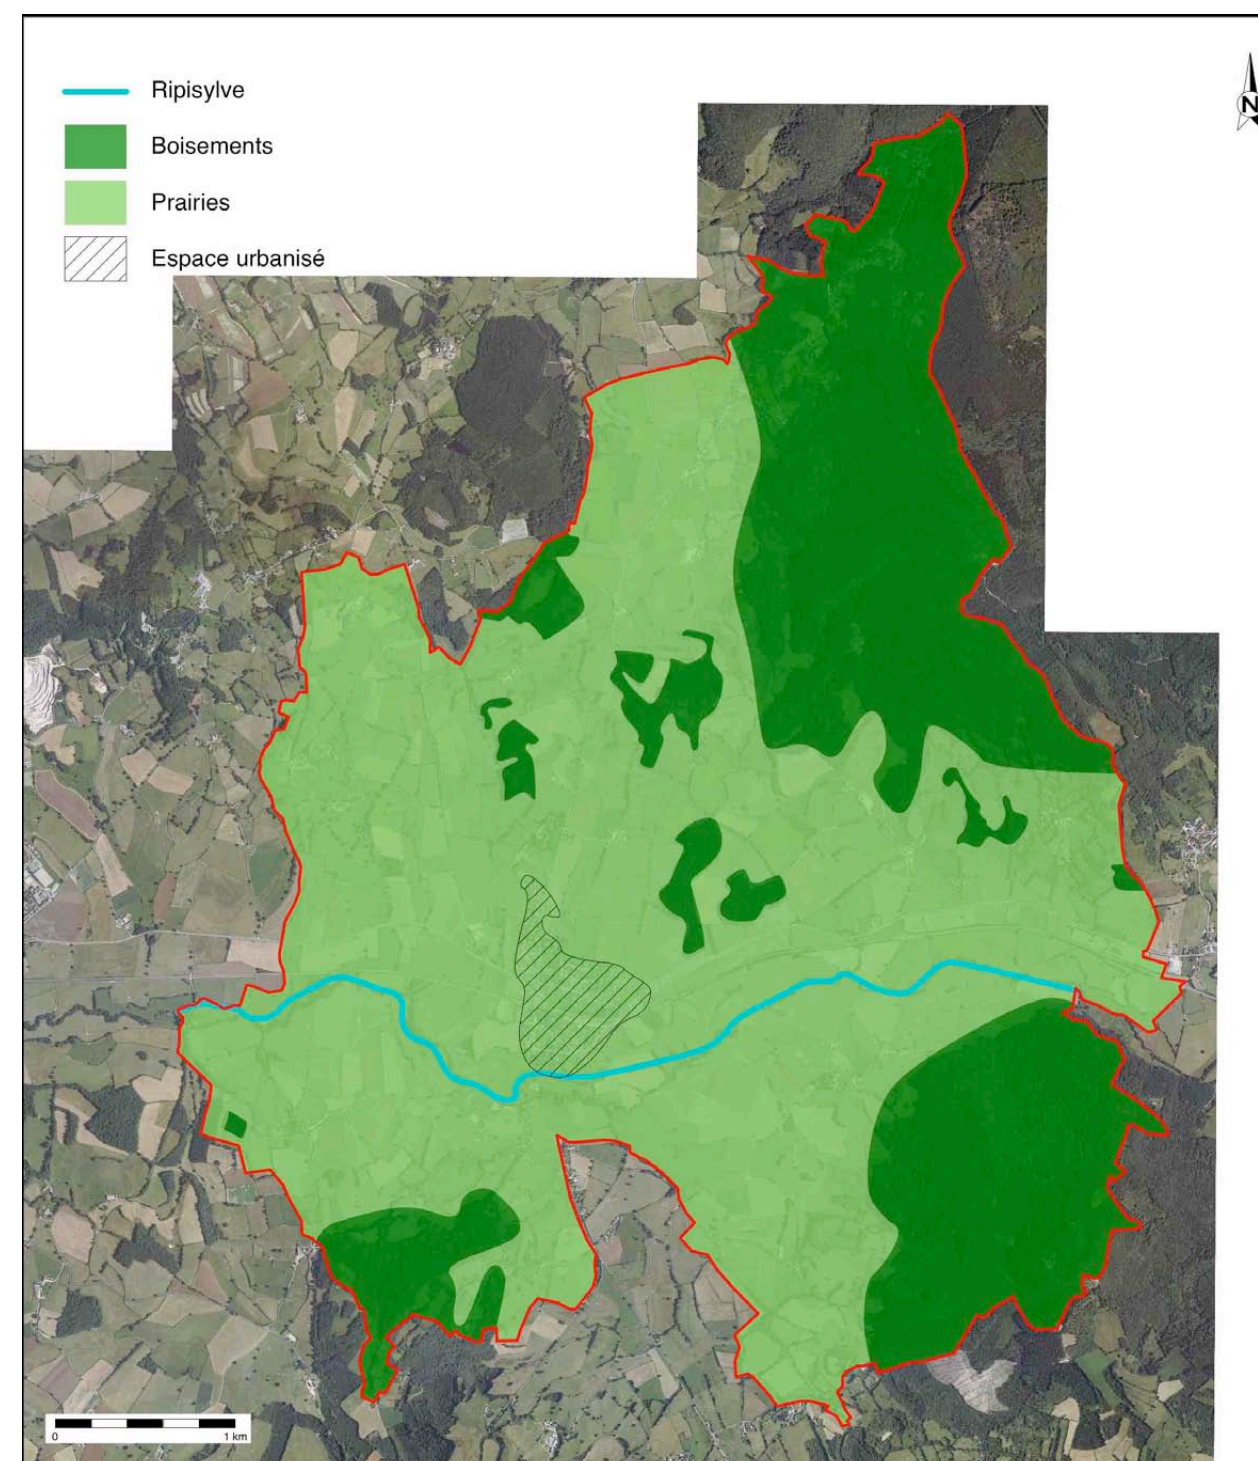 Ripisylve
Boisements
Prairies
Espace urbanisé
N
0 1 km